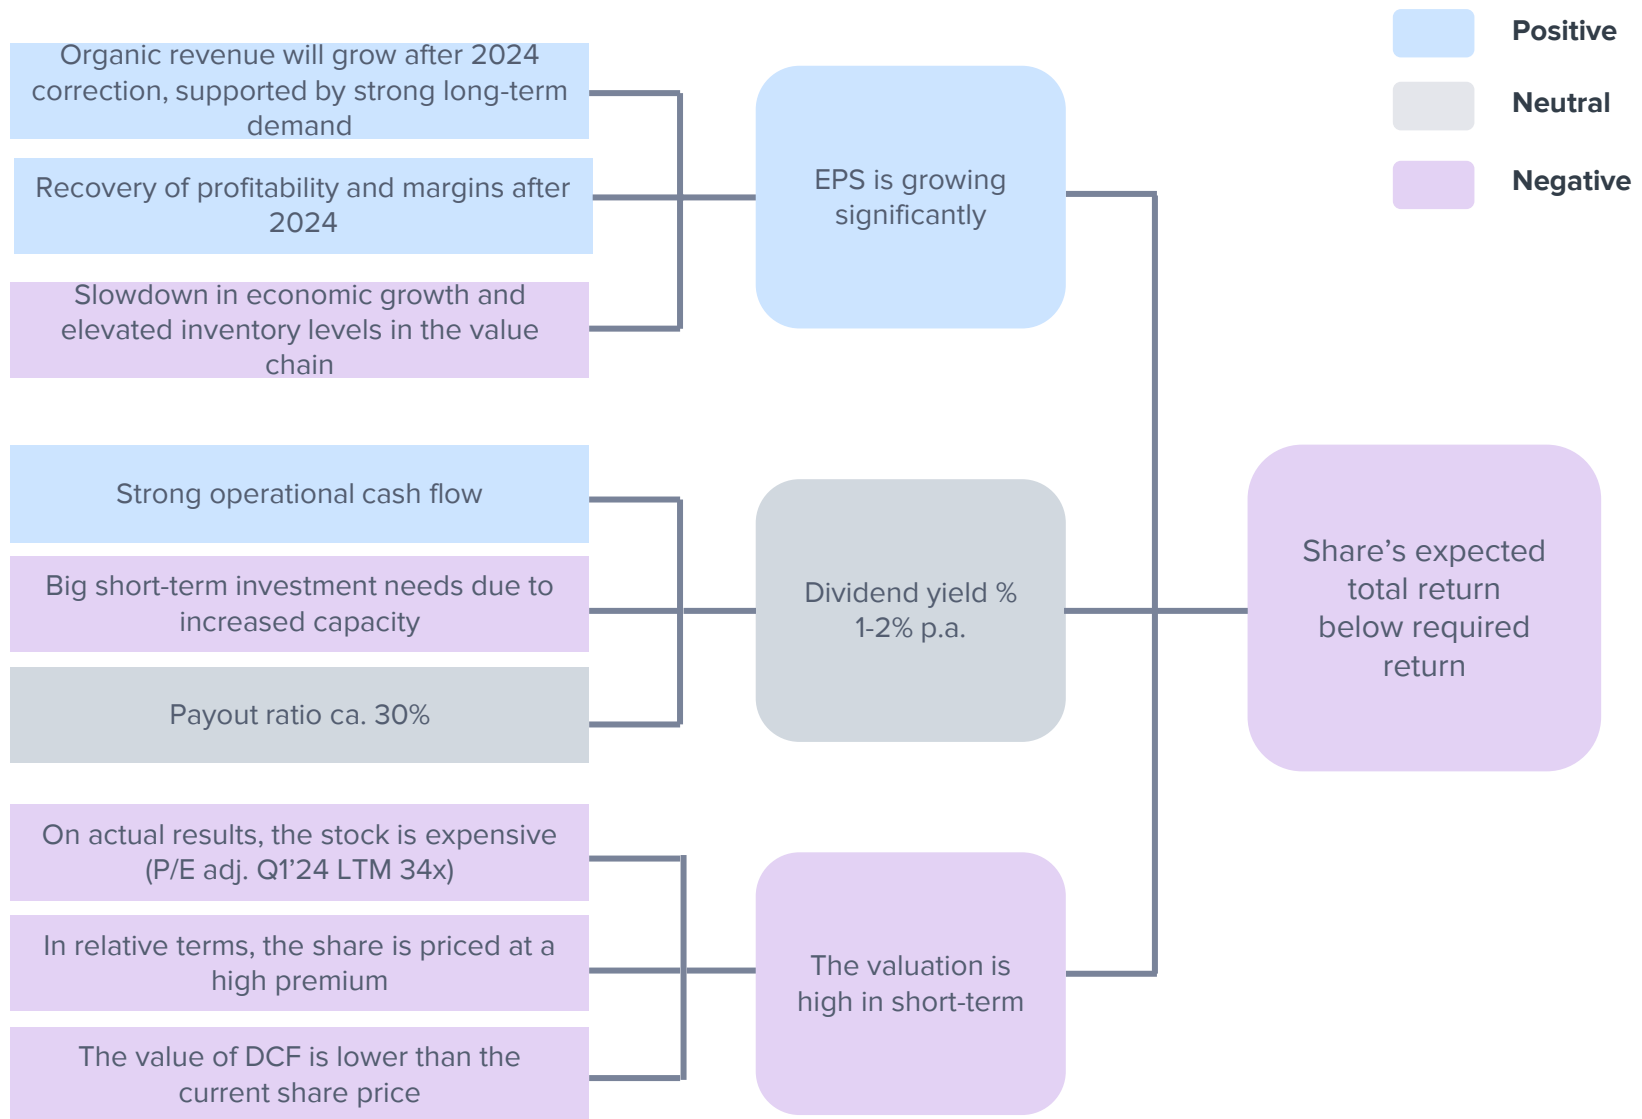 Organic revenue will grow after 2024
correction, supported by strong long-term
demand
Recovery of profitability and margins after
2024
Slowdown in economic growth and
elevated inventory levels in the value
chain
EPS is growing
significantly
Positive
Neutral
Negative
Strong operational cash flow
Big short-term investment needs due to
increased capacity
Payout ratio ca. 30%
Dividend yield %
1-2% p.a.
Share’s expected
total return
below required
return
On actual results, the stock is expensive
(P/E adj. Q1’24 LTM 34x)
In relative terms, the share is priced at a
high premium
The value of DCF is lower than the
current share price
The valuation is
high in short-term